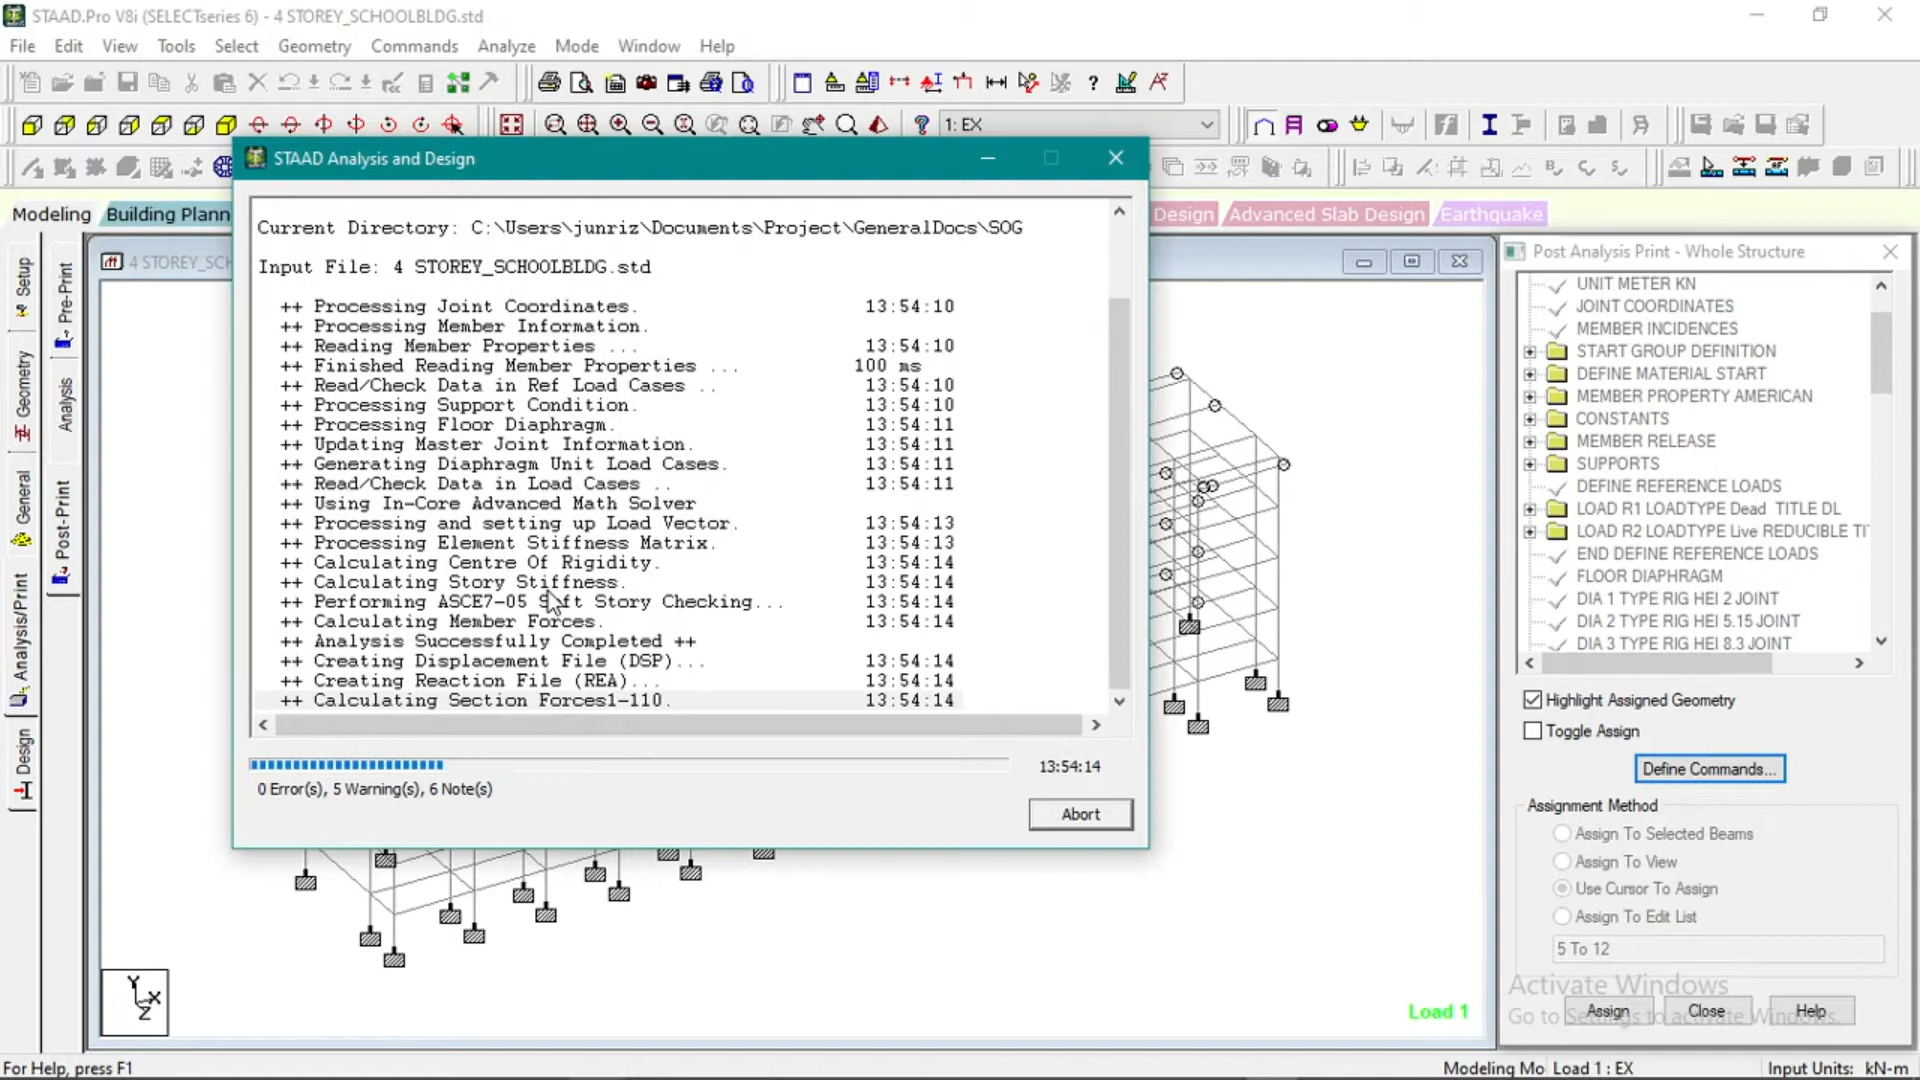 STAAD.Pro V8i (SELECTseries 6) - 4 STOREY_SCHOOLBLDG.std
File Edit View Tools Select Geometry Commands Analyze Mode Window Help
1: EX
STAAD Analysis and Design
Modeling Building Plann Design Advanced Slab Design Earthquake
4 STOREY_SCH
Setup
Geometry
General
Analysis/Print
Design
Pre-Print
Analysis
Post-Print
Current Directory: C:\Users\junriz\Documents\Project\GeneralDocs\SOG
Input File: 4 STOREY_SCHOOLBLDG.std
++ Processing Joint Coordinates. 13:54:10
++ Processing Member Information.
++ Reading Member Properties ... 13:54:10
++ Finished Reading Member Properties ... 100 ms
++ Read/Check Data in Ref Load Cases .. 13:54:10
++ Processing Support Condition. 13:54:10
++ Processing Floor Diaphragm. 13:54:11
++ Updating Master Joint Information. 13:54:11
++ Generating Diaphragm Unit Load Cases. 13:54:11
++ Read/Check Data in Load Cases .. 13:54:11
++ Using In-Core Advanced Math Solver
++ Processing and setting up Load Vector. 13:54:13
++ Processing Element Stiffness Matrix. 13:54:13
++ Calculating Centre Of Rigidity. 13:54:14
++ Calculating Story Stiffness. 13:54:14
++ Performing ASCE7-05 Soft Story Checking... 13:54:14
++ Calculating Member Forces. 13:54:14
++ Analysis Successfully Completed ++
++ Creating Displacement File (DSP)... 13:54:14
++ Creating Reaction File (REA)... 13:54:14
++ Calculating Section Forces1-110. 13:54:14
13:54:14
0 Error(s), 5 Warning(s), 6 Note(s)
Abort
Y
X
Z
Load 1
Post Analysis Print - Whole Structure
UNIT METER KN
JOINT COORDINATES
MEMBER INCIDENCES
START GROUP DEFINITION
DEFINE MATERIAL START
MEMBER PROPERTY AMERICAN
CONSTANTS
MEMBER RELEASE
SUPPORTS
DEFINE REFERENCE LOADS
LOAD R1 LOADTYPE Dead TITLE DL
LOAD R2 LOADTYPE Live REDUCIBLE TI
END DEFINE REFERENCE LOADS
FLOOR DIAPHRAGM
DIA 1 TYPE RIG HEI 2 JOINT
DIA 2 TYPE RIG HEI 5.15 JOINT
DIA 3 TYPE RIG HEI 8.3 JOINT
Highlight Assigned Geometry
Toggle Assign
Define Commands...
Assignment Method
Assign To Selected Beams
Assign To View
Use Cursor To Assign
Assign To Edit List
5 To 12
Activate Windows
Go to Settings to activate Windows.
Assign Close Help
For Help, press F1 Modeling Mo Load 1 : EX Input Units: kN-m